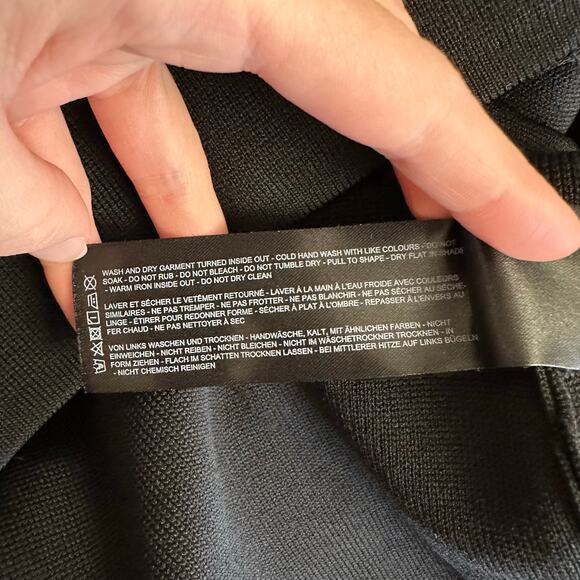 WASH AND DRY GARMENT TURNED INSIDE OUT - COLD HAND WASH WITH LIKE COLOURS - DO NOT
SOAK - DO NOT RUB - DO NOT BLEACH - DO NOT TUMBLE DRY - PULL TO SHAPE - DRY FLAT IN SHADE
- WARM IRON INSIDE OUT - DO NOT DRY CLEAN
LAVER ET SÉCHER LE VÊTEMENT RETOURNÉ - LAVER À LA MAIN À L'EAU FROIDE AVEC COULEURS
SIMILAIRES - NE PAS TREMPER - NE PAS FROTTER - NE PAS BLANCHIR - NE PAS SÉCHER AU SÈCHE-
LINGE - ÉTIRER POUR REDONNER FORME - SÉCHER À PLAT À L'OMBRE - REPASSER À L'ENVERS AU
FER CHAUD - NE PAS NETTOYER À SEC
VON LINKS WASCHEN UND TROCKNEN - HANDWÄSCHE, KALT, MIT ÄHNLICHEN FARBEN - NICHT
EINWEICHEN - NICHT REIBEN - NICHT BLEICHEN - NICHT IM WÄSCHETROCKNER TROCKNEN - IN
FORM ZIEHEN - FLACH IM SCHATTEN TROCKNEN LASSEN - BEI MITTLERER HITZE AUF LINKS BÜGELN
- NICHT CHEMISCH REINIGEN